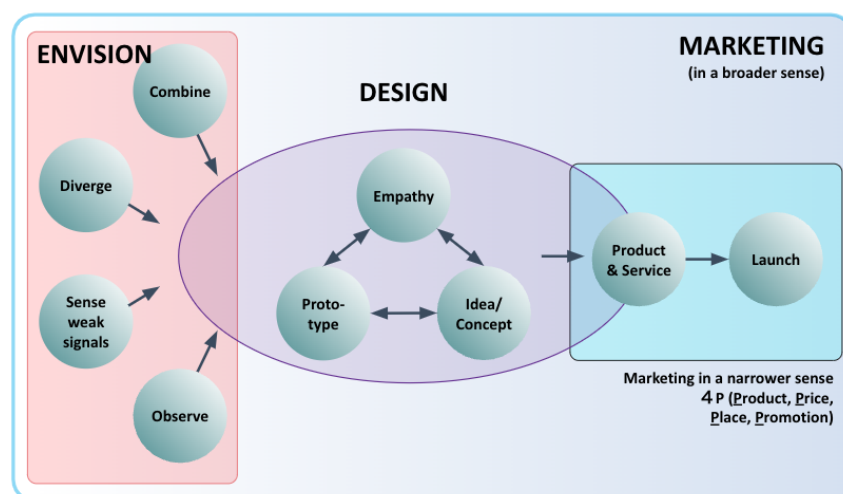 ENVISION
Combine
Diverge
Sense
weak
signals
Observe
DESIGN
Empathy
Proto-
type
Idea/
Concept
MARKETING
(in a broader sense)
Product
& Service
Launch
Marketing in a narrower sense
4 P (Product, Price,
Place, Promotion)